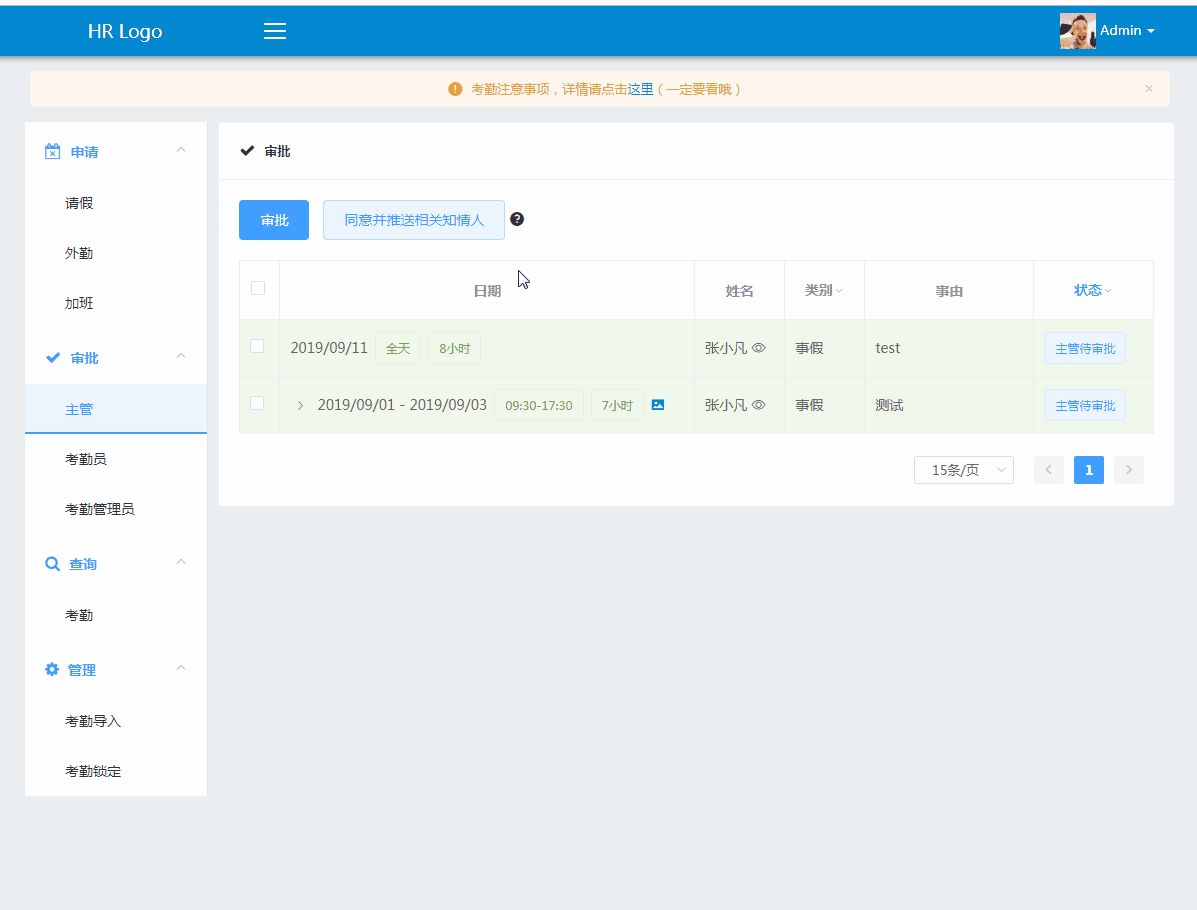 HR Logo
Admin
考勤注意事项，详情请点击这里（一定要看哦）
申请
请假
外勤
加班
审批
主管
考勤员
考勤管理员
查询
考勤
管理
考勤导入
考勤锁定
审批
审批 同意并推送相关知情人
日期 姓名 类别 事由 状态
2019/09/11 全天 8小时 张小凡 事假 test 主管待审批
2019/09/01 - 2019/09/03 09:30-17:30 7小时 张小凡 事假 测试 主管待审批
15条/页 1